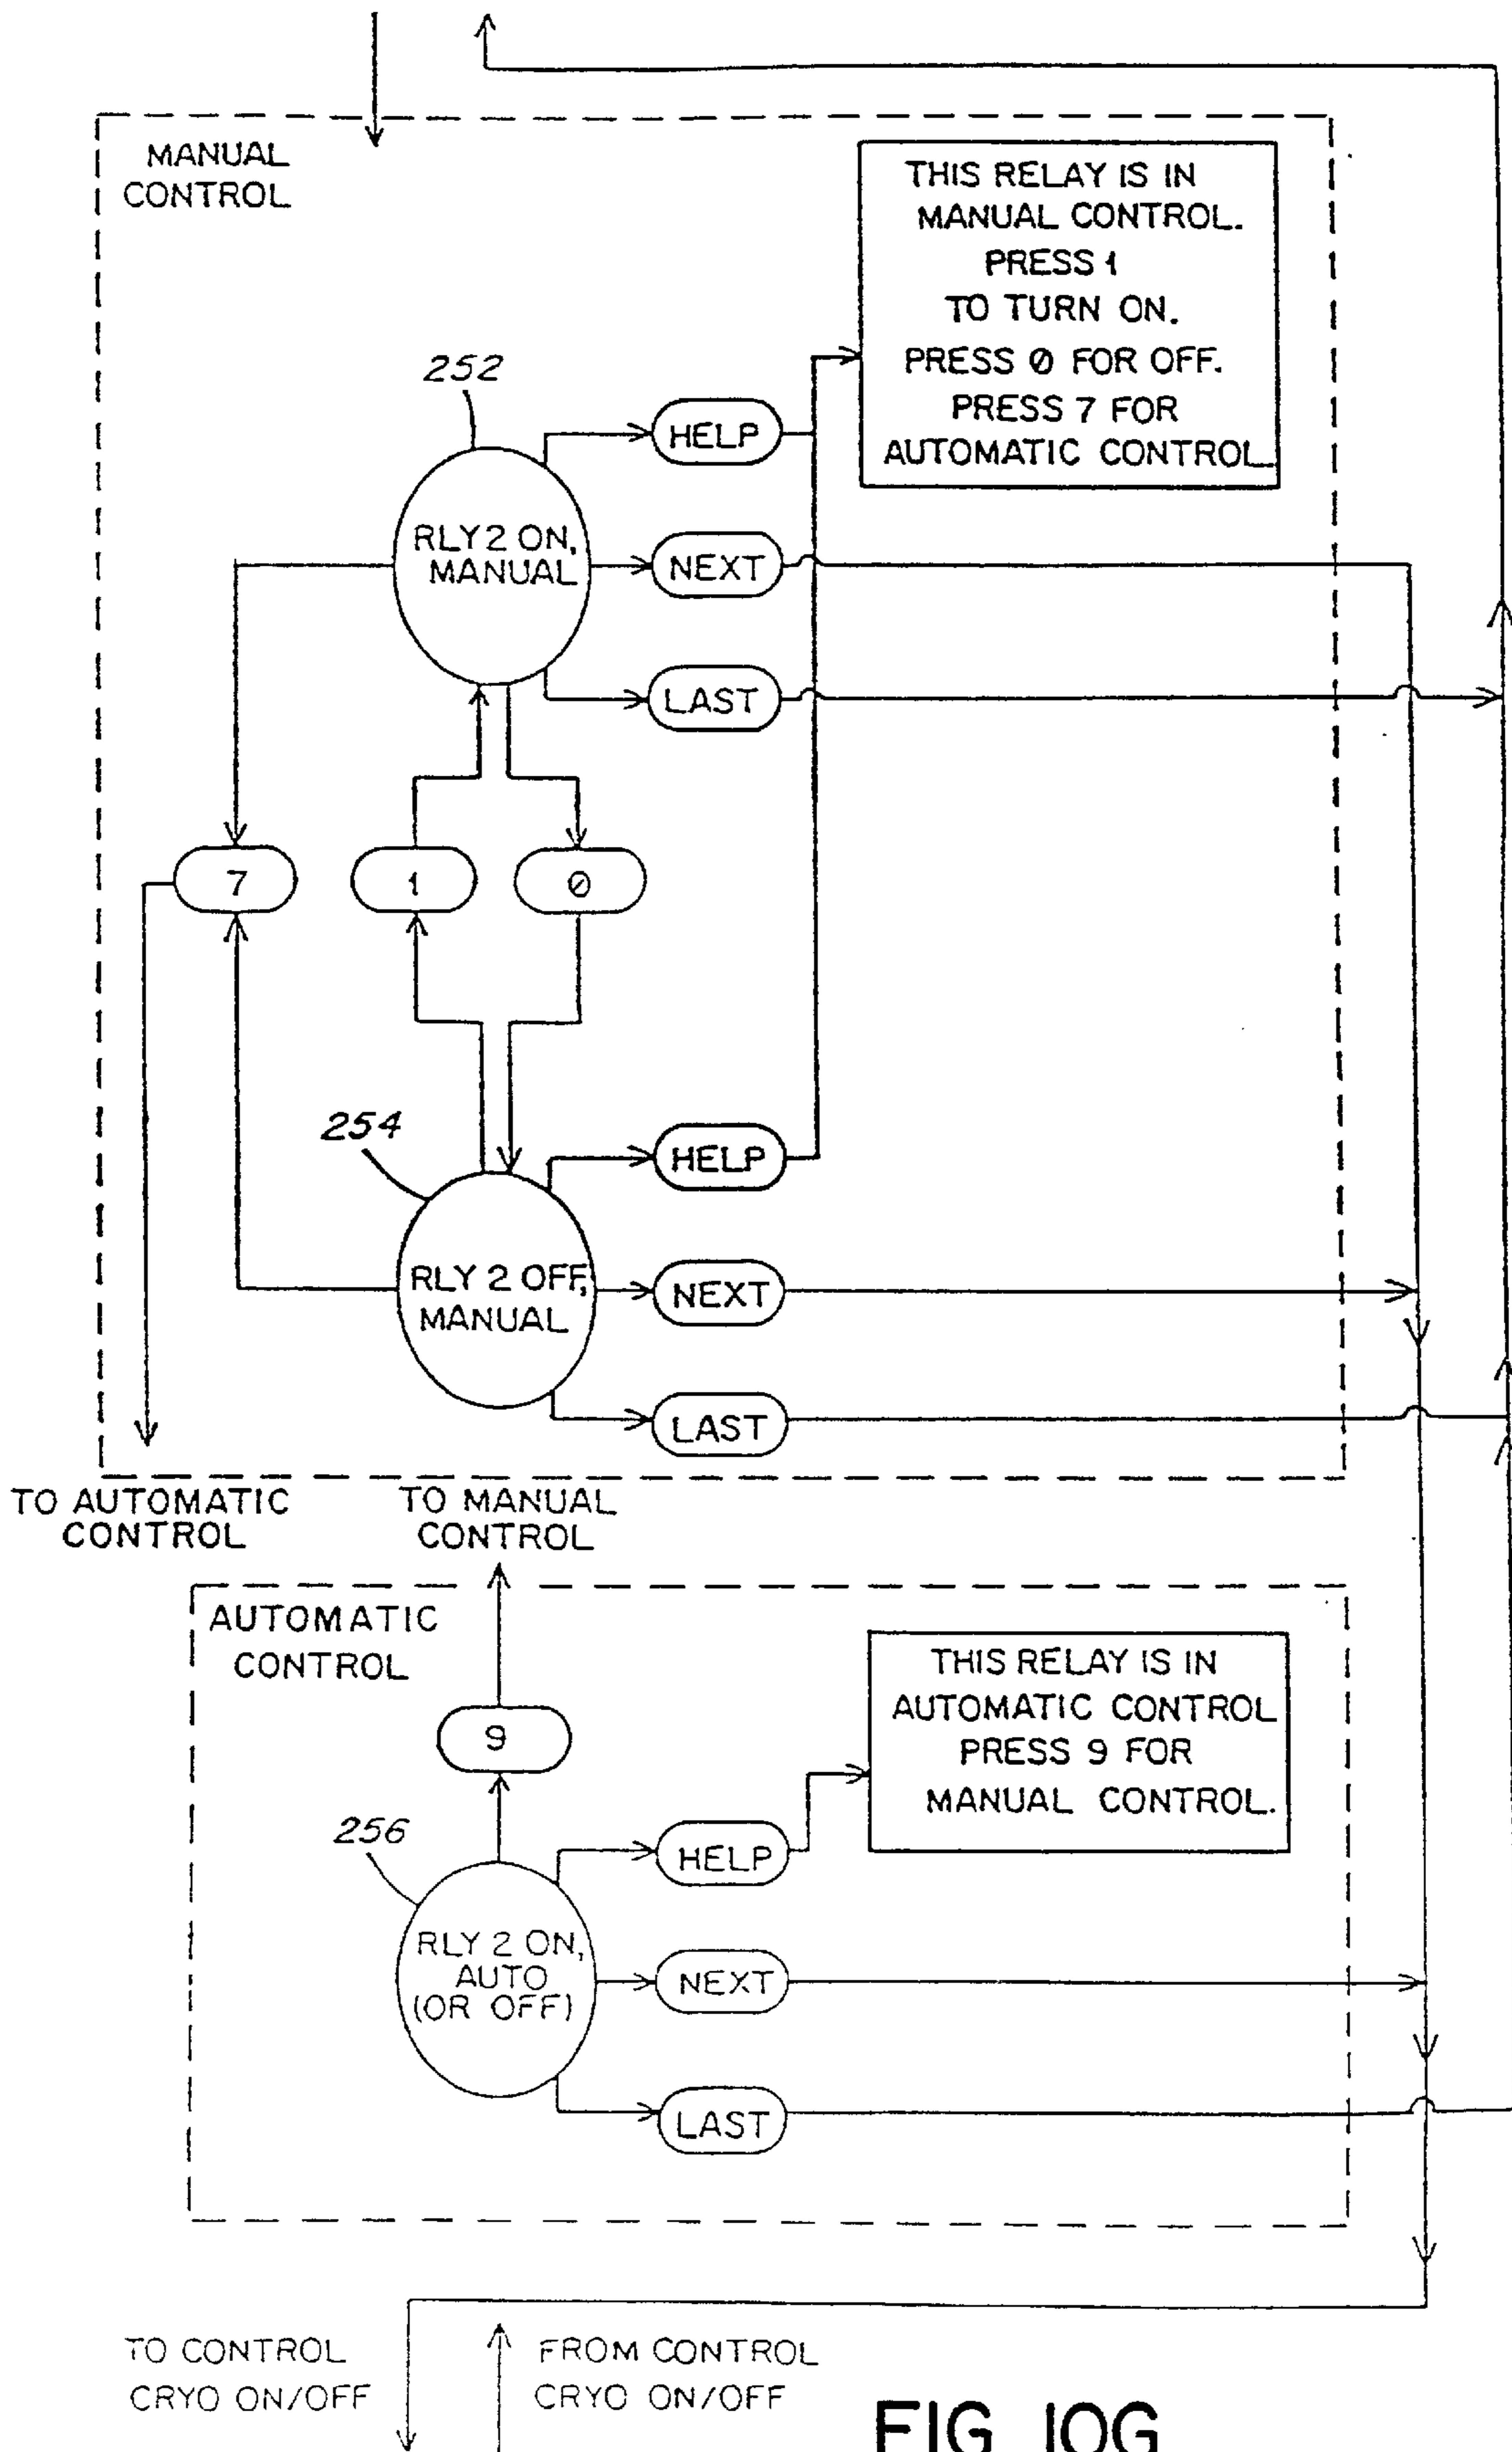 MANUAL
CONTROL
THIS RELAY IS IN
MANUAL CONTROL.
PRESS 1
TO TURN ON.
PRESS 0 FOR OFF.
PRESS 7 FOR
AUTOMATIC CONTROL.
252
HELP
RLY 2 ON,
MANUAL
NEXT
LAST
7
1
0
254
HELP
RLY 2 OFF,
MANUAL
NEXT
LAST
TO AUTOMATIC
CONTROL
TO MANUAL
CONTROL
AUTOMATIC
CONTROL
THIS RELAY IS IN
AUTOMATIC CONTROL
PRESS 9 FOR
MANUAL CONTROL.
9
256
HELP
RLY 2 ON,
AUTO
(OR OFF)
NEXT
LAST
TO CONTROL
CRYO ON/OFF
FROM CONTROL
CRYO ON/OFF
FIG. 10G